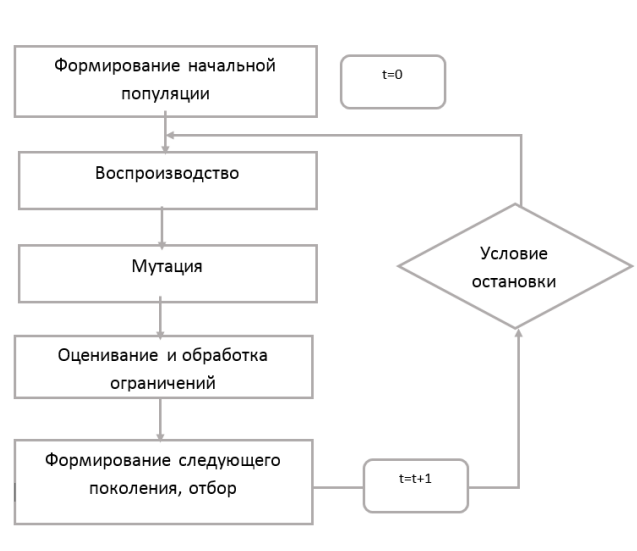 Формирование начальной
популяции
t=0
Воспроизводство
Мутация
Условие
остановки
Оценивание и обработка
ограничений
Формирование следующего
поколения, отбор
t=t+1